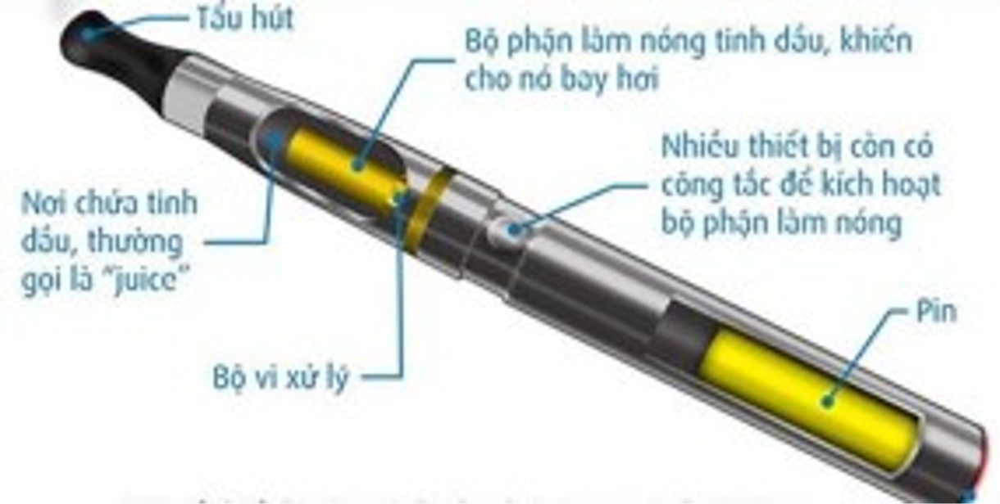 Tẩu hút
Bộ phận làm nóng tinh dầu, khiến
cho nó bay hơi
Nhiều thiết bị còn có
công tắc để kích hoạt
bộ phận làm nóng
Nơi chứa tinh
dầu, thường
gọi là “juice”
Pin
Bộ vi xử lý